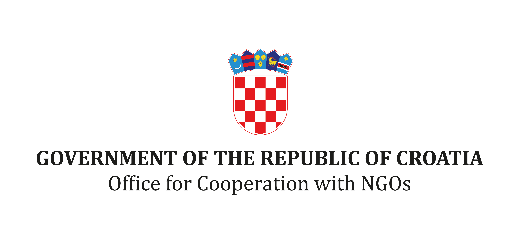 GOVERNMENT OF THE REPUBLIC OF CROATIA
Office for Cooperation with NGOs